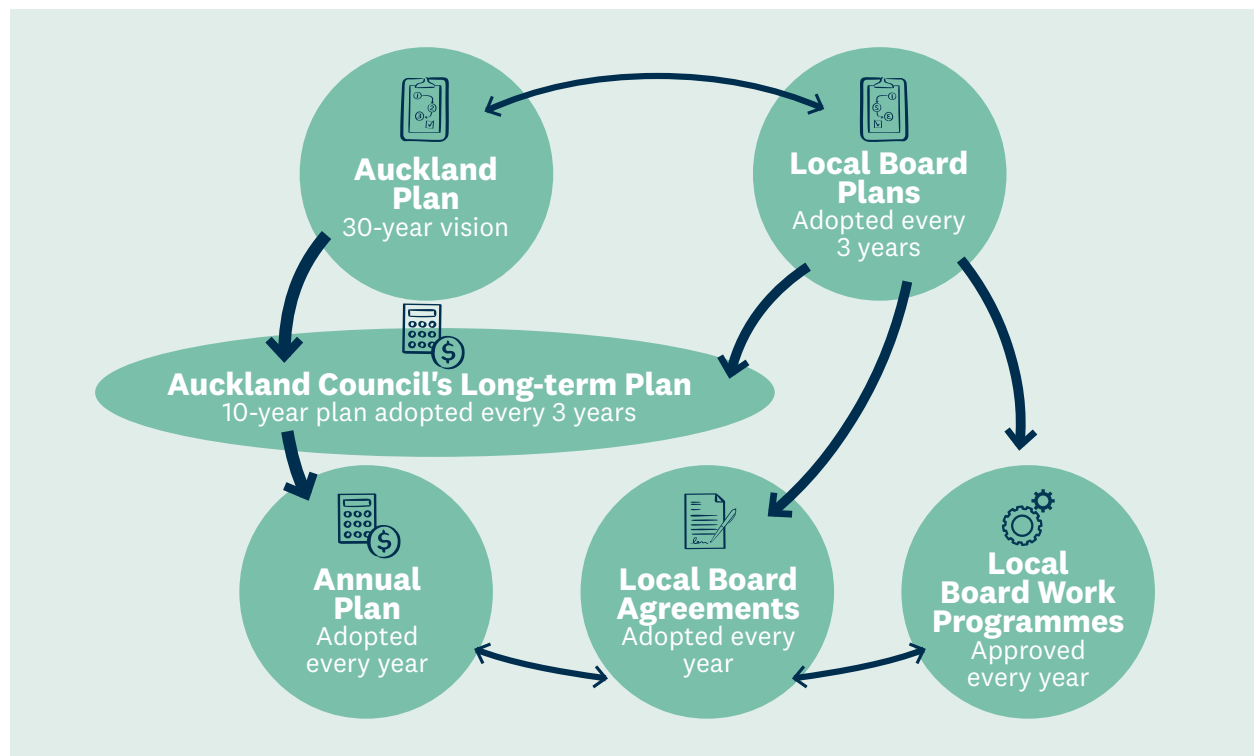 Auckland
Plan
30-year vision
Local Board
Plans
Adopted every
3 years
Auckland Council's Long-term Plan
10-year plan adopted every 3 years
Annual
Plan
Adopted
every year
Local Board
Agreements
Adopted every
year
Local
Board Work
Programmes
Approved
every year